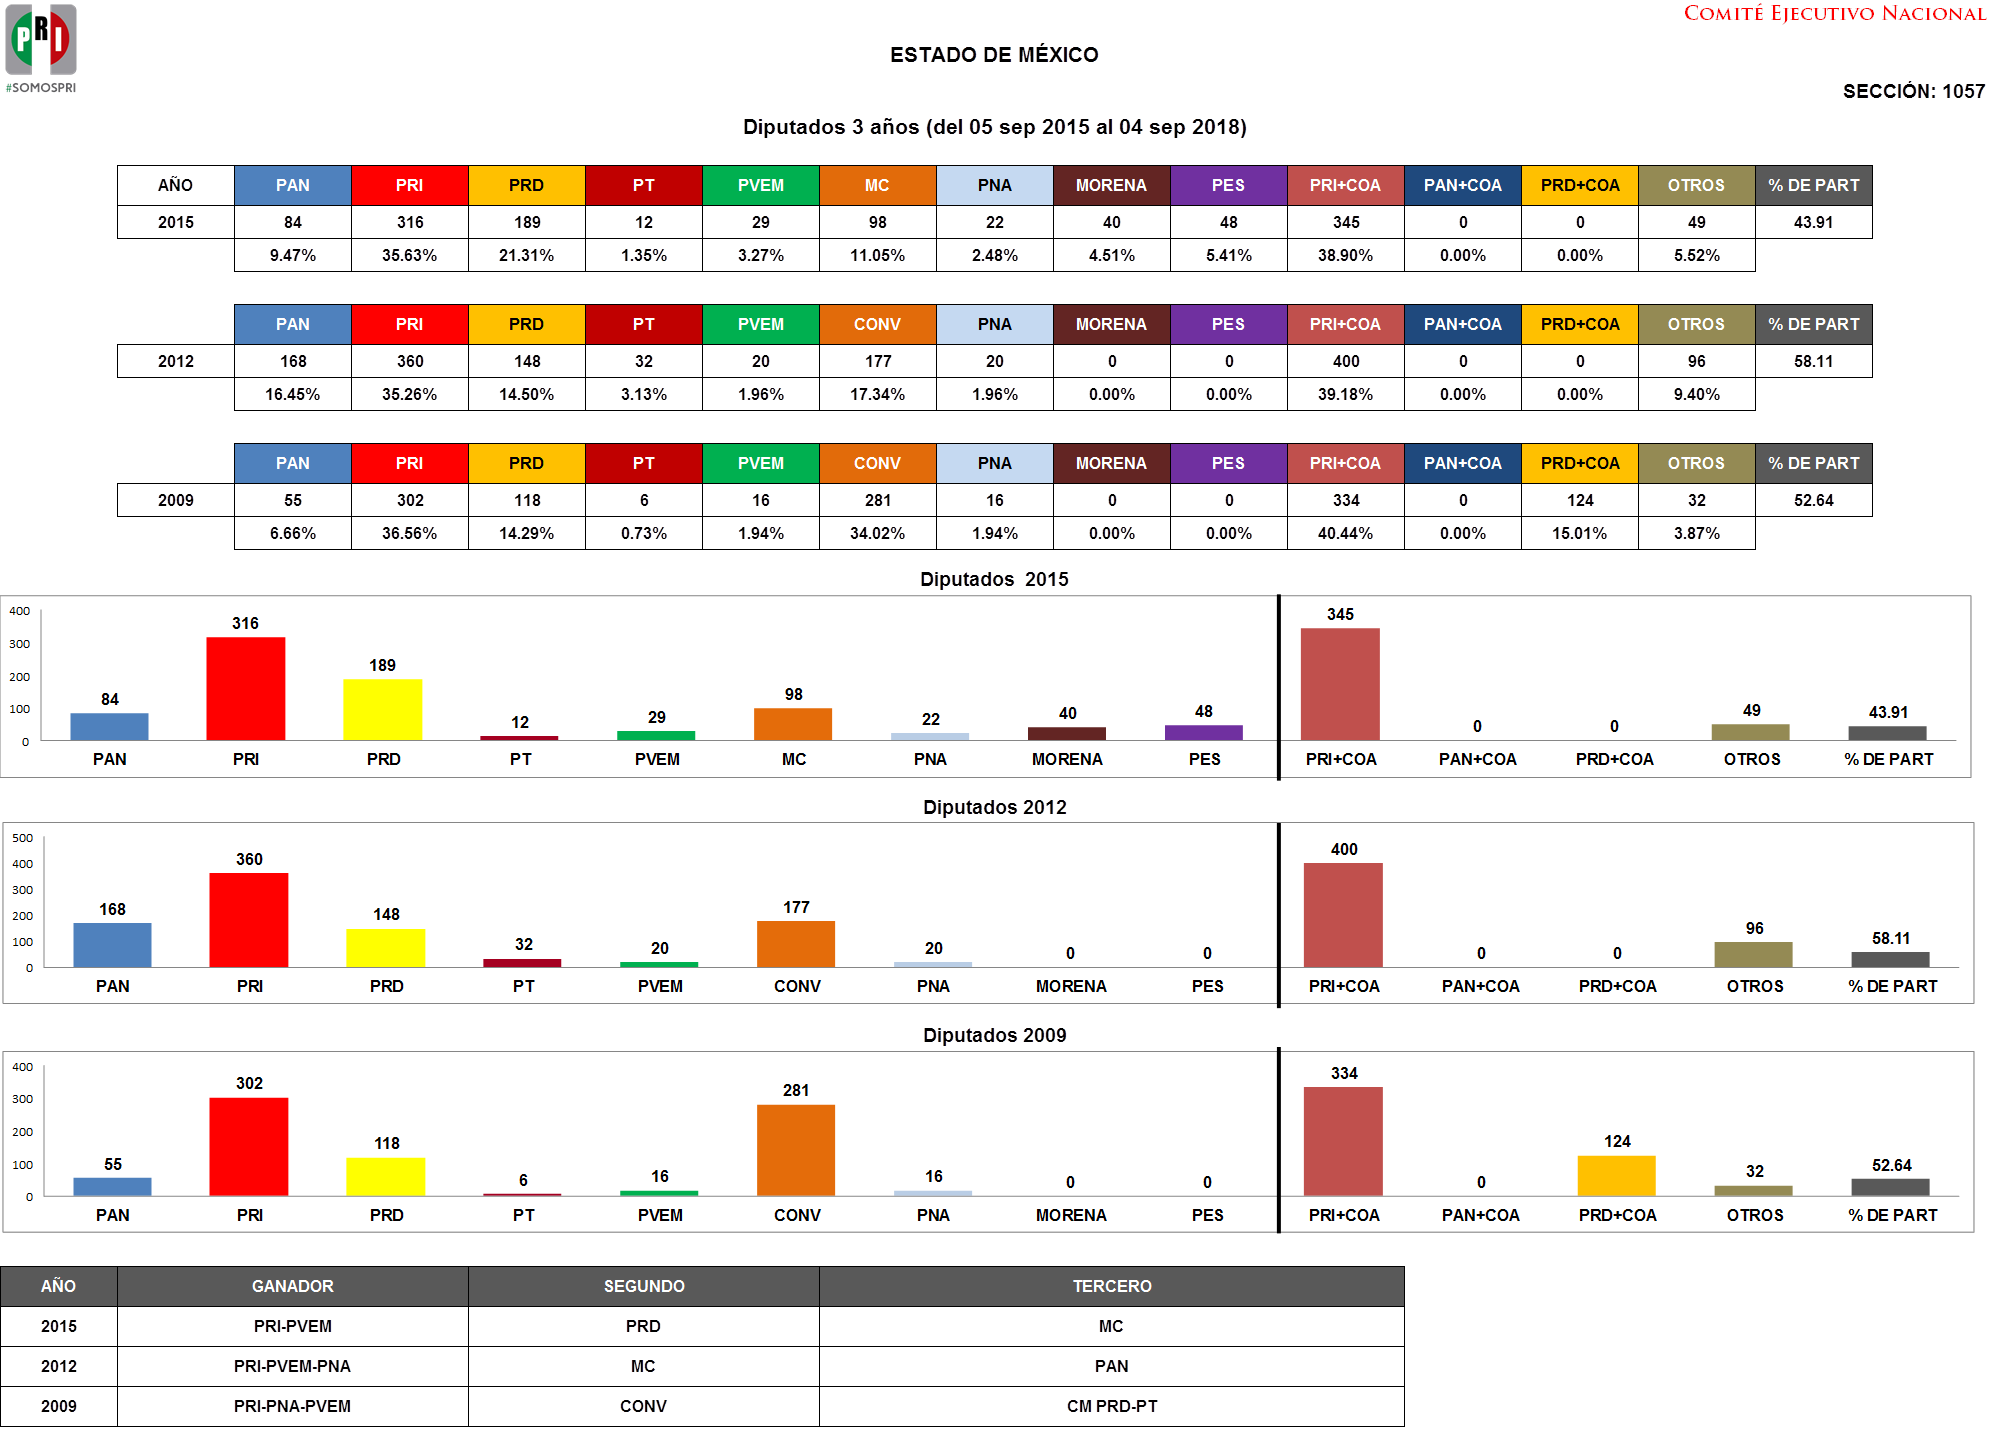 PRI
#SOMOSPRI
COMITÉ EJECUTIVO NACIONAL
ESTADO DE MÉXICO
SECCIÓN: 1057
Diputados 3 años (del 05 sep 2015 al 04 sep 2018)
AÑO PAN PRI PRD PT PVEM MC PNA MORENA PES PRI+COA PAN+COA PRD+COA OTROS % DE PART
2015 84 316 189 12 29 98 22 40 48 345 0 0 49 43.91
9.47% 35.63% 21.31% 1.35% 3.27% 11.05% 2.48% 4.51% 5.41% 38.90% 0.00% 0.00% 5.52%
PAN PRI PRD PT PVEM CONV PNA MORENA PES PRI+COA PAN+COA PRD+COA OTROS % DE PART
2012 168 360 148 32 20 177 20 0 0 400 0 0 96 58.11
16.45% 35.26% 14.50% 3.13% 1.96% 17.34% 1.96% 0.00% 0.00% 39.18% 0.00% 0.00% 9.40%
PAN PRI PRD PT PVEM CONV PNA MORENA PES PRI+COA PAN+COA PRD+COA OTROS % DE PART
2009 55 302 118 6 16 281 16 0 0 334 0 124 32 52.64
6.66% 36.56% 14.29% 0.73% 1.94% 34.02% 1.94% 0.00% 0.00% 40.44% 0.00% 15.01% 3.87%
Diputados 2015
400
300
200
100
0
84 316 189 12 29 98 22 40 48 345 0 0 49 43.91
PAN PRI PRD PT PVEM MC PNA MORENA PES PRI+COA PAN+COA PRD+COA OTROS % DE PART
Diputados 2012
500
400
300
200
100
0
168 360 148 32 20 177 20 0 0 400 0 0 96 58.11
PAN PRI PRD PT PVEM CONV PNA MORENA PES PRI+COA PAN+COA PRD+COA OTROS % DE PART
Diputados 2009
400
300
200
100
0
55 302 118 6 16 281 16 0 0 334 0 124 32 52.64
PAN PRI PRD PT PVEM CONV PNA MORENA PES PRI+COA PAN+COA PRD+COA OTROS % DE PART
AÑO GANADOR SEGUNDO TERCERO
2015 PRI-PVEM PRD MC
2012 PRI-PVEM-PNA MC PAN
2009 PRI-PNA-PVEM CONV CM PRD-PT